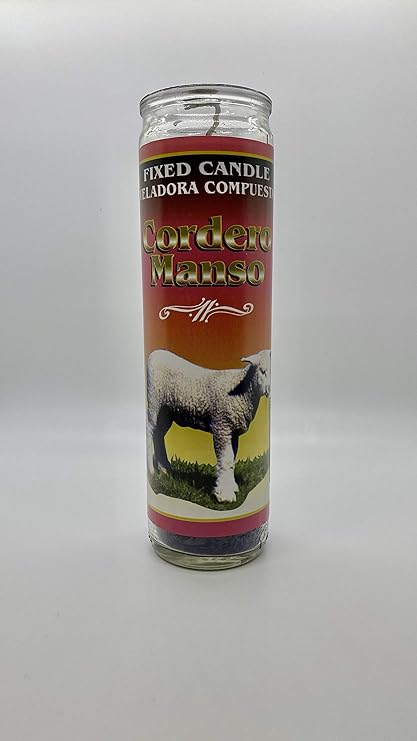 FIXED CANDLE
ELADORA COMPUEST
Cordero
Manso